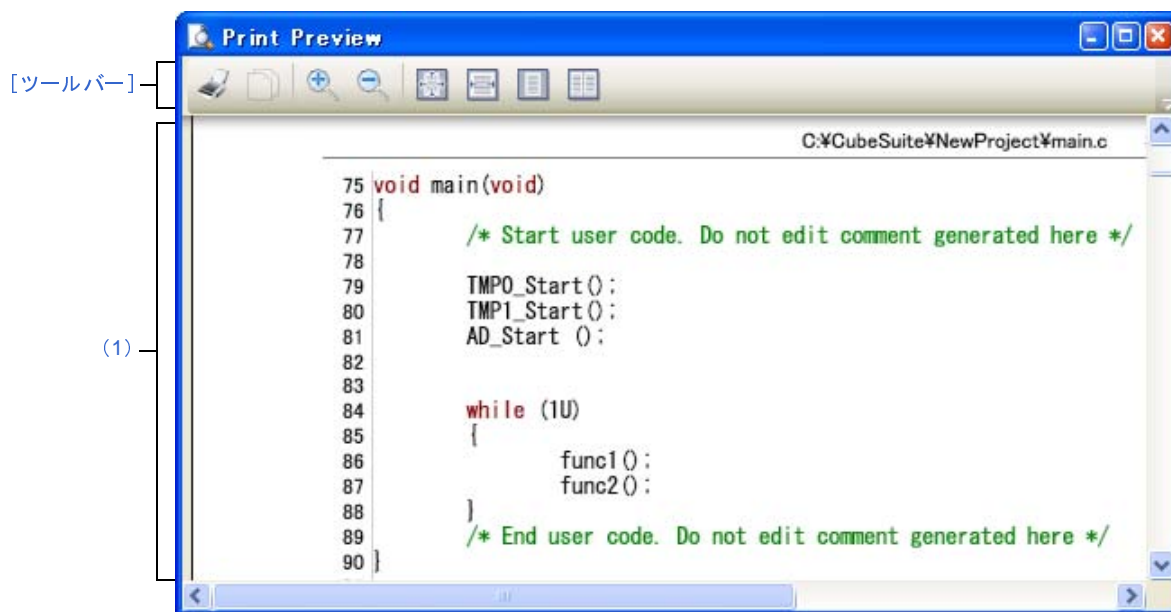 Print Preview
[ツールバー]
C:¥CubeSuite¥NewProject¥main.c
75 void main(void)
76 {
77 /* Start user code. Do not edit comment generated here */
78
79 TMP0_Start();
80 TMP1_Start();
81 AD_Start ();
82
83
(1)
84 while (1U)
85 {
86 func1();
87 func2();
88 }
89 /* End user code. Do not edit comment generated here */
90 }